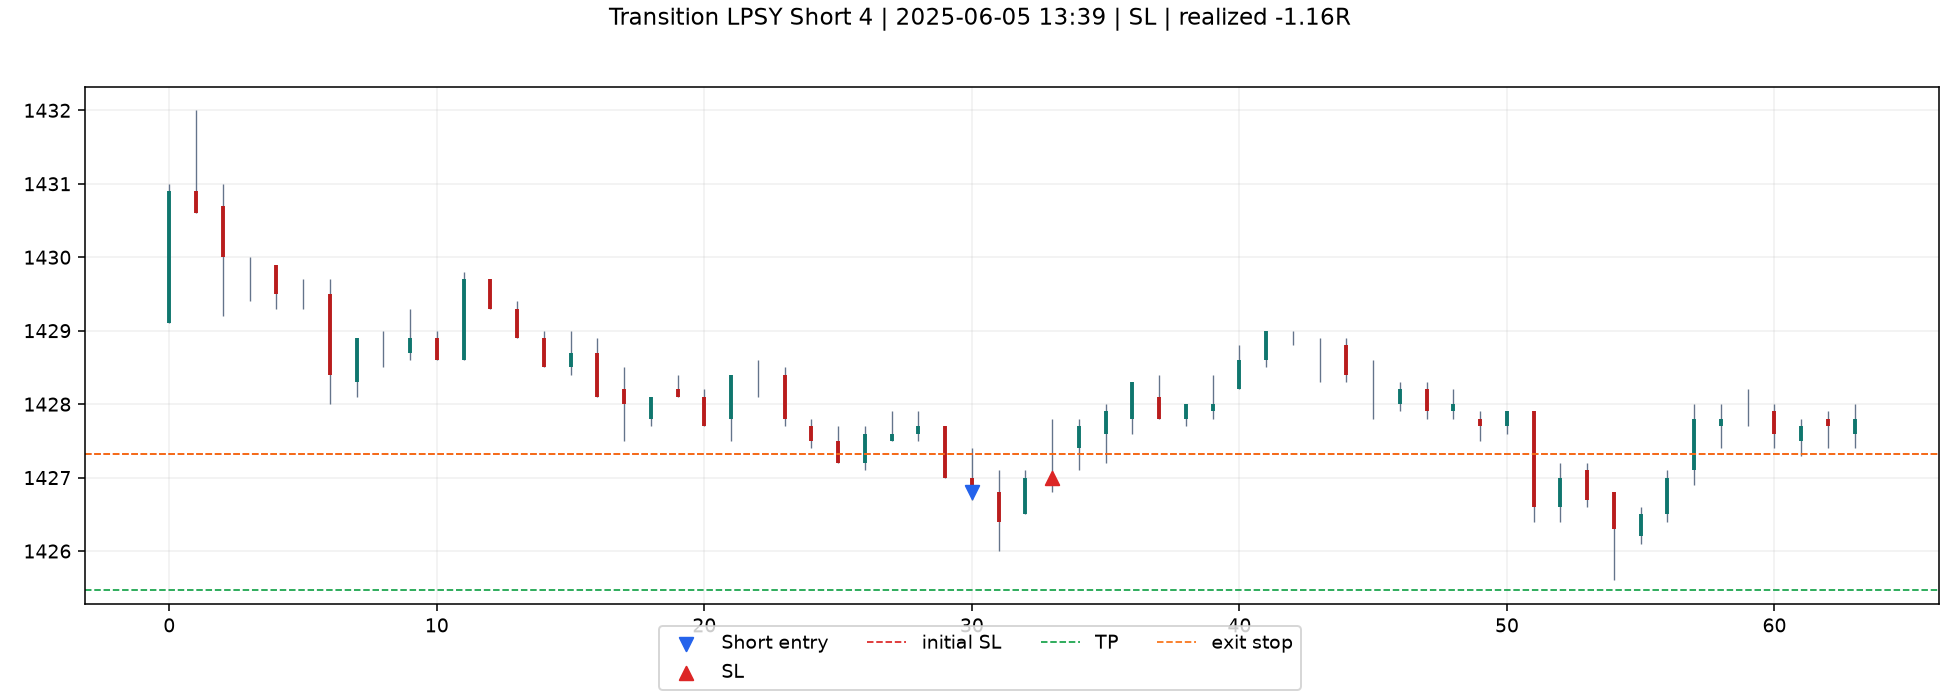 Transition LPSY Short 4 | 2025-06-05 13:39 | SL | realized -1.16R
1432
1431
1430
1429
1428
1427
1426
0 10 20 30 40 50 60
Short entry initial SL TP exit stop
SL